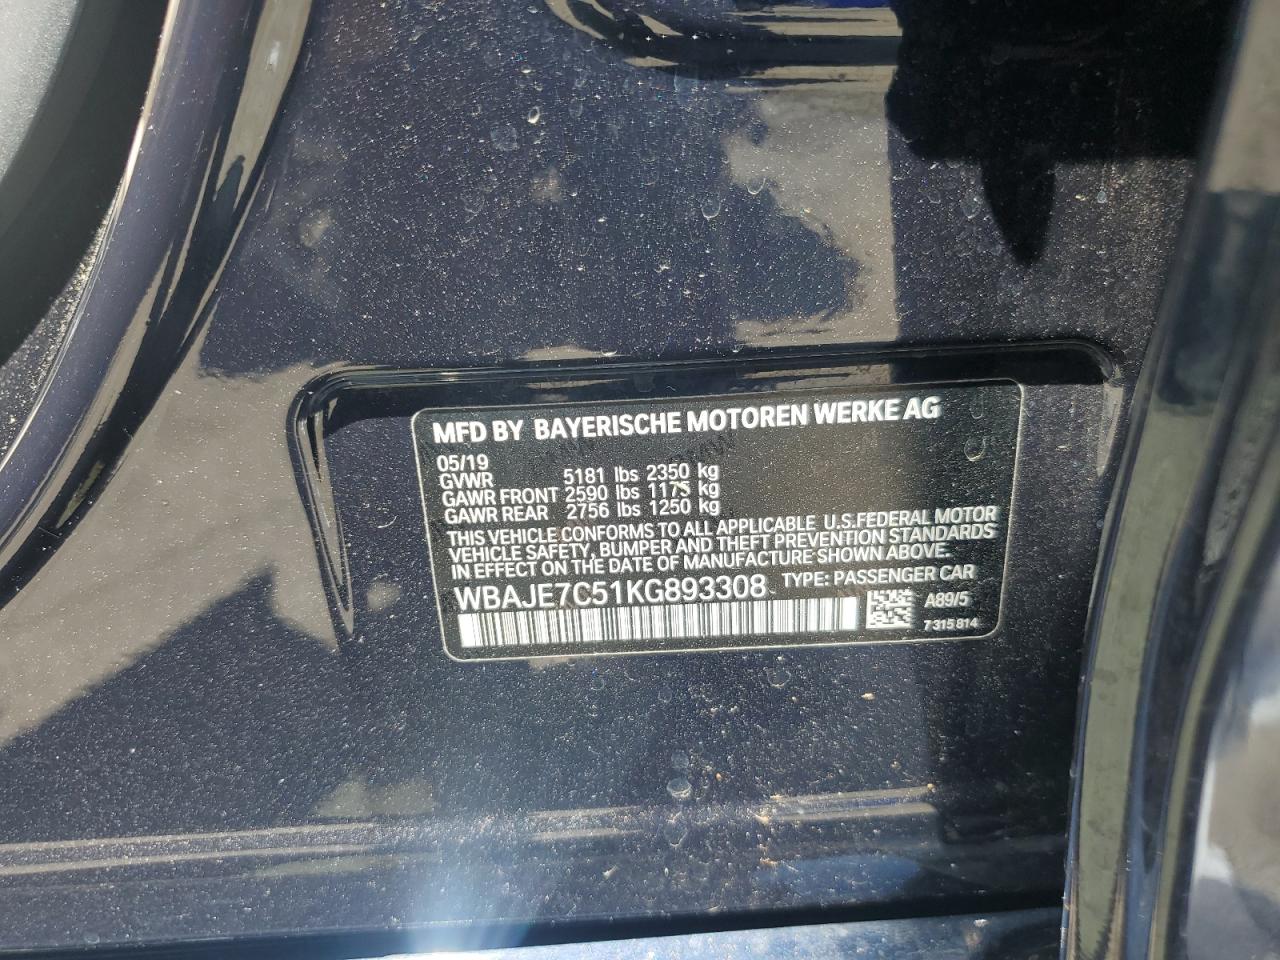 MFD BY BAYERISCHE MOTOREN WERKE AG
05/19
GVWR 5181 lbs 2350 kg
GAWR FRONT 2590 lbs 1175 kg
GAWR REAR 2756 lbs 1250 kg
THIS VEHICLE CONFORMS TO ALL APPLICABLE U.S.FEDERAL MOTOR
VEHICLE SAFETY, BUMPER AND THEFT PREVENTION STANDARDS
IN EFFECT ON THE DATE OF MANUFACTURE SHOWN ABOVE.
WBAJE7C51KG893308 TYPE: PASSENGER CAR
A89/5
7 315 814